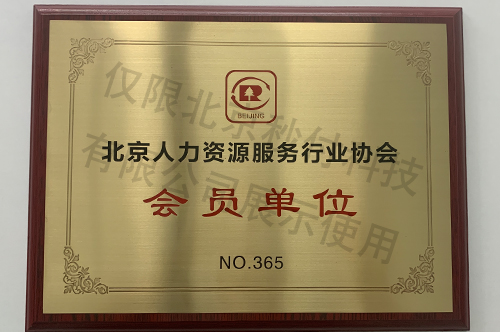 BEIJING
北京人力资源服务行业协会
会员单位
NO.365
仅限北京秒付科技
有限公司展示使用